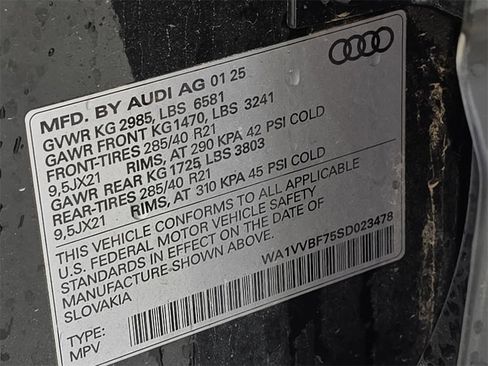 MFD. BY AUDI AG 01 25
GVWR KG 2985, LBS 6581
GAWR FRONT KG1470, LBS 3241
FRONT-TIRES 285/40 R21
9,5JX21 RIMS, AT 290 KPA 42 PSI COLD
GAWR REAR KG 1725 LBS 3803
REAR-TIRES 285/40 R21
9,5JX21 RIMS, AT 310 KPA 45 PSI COLD
THIS VEHICLE CONFORMS TO ALL APPLICABLE
U.S. FEDERAL MOTOR VEHICLE SAFETY
STANDARDS IN EFFECT ON THE DATE OF
MANUFACTURE SHOWN ABOVE.
SLOVAKIA
WA1VVBF75SD023478
TYPE:
MPV